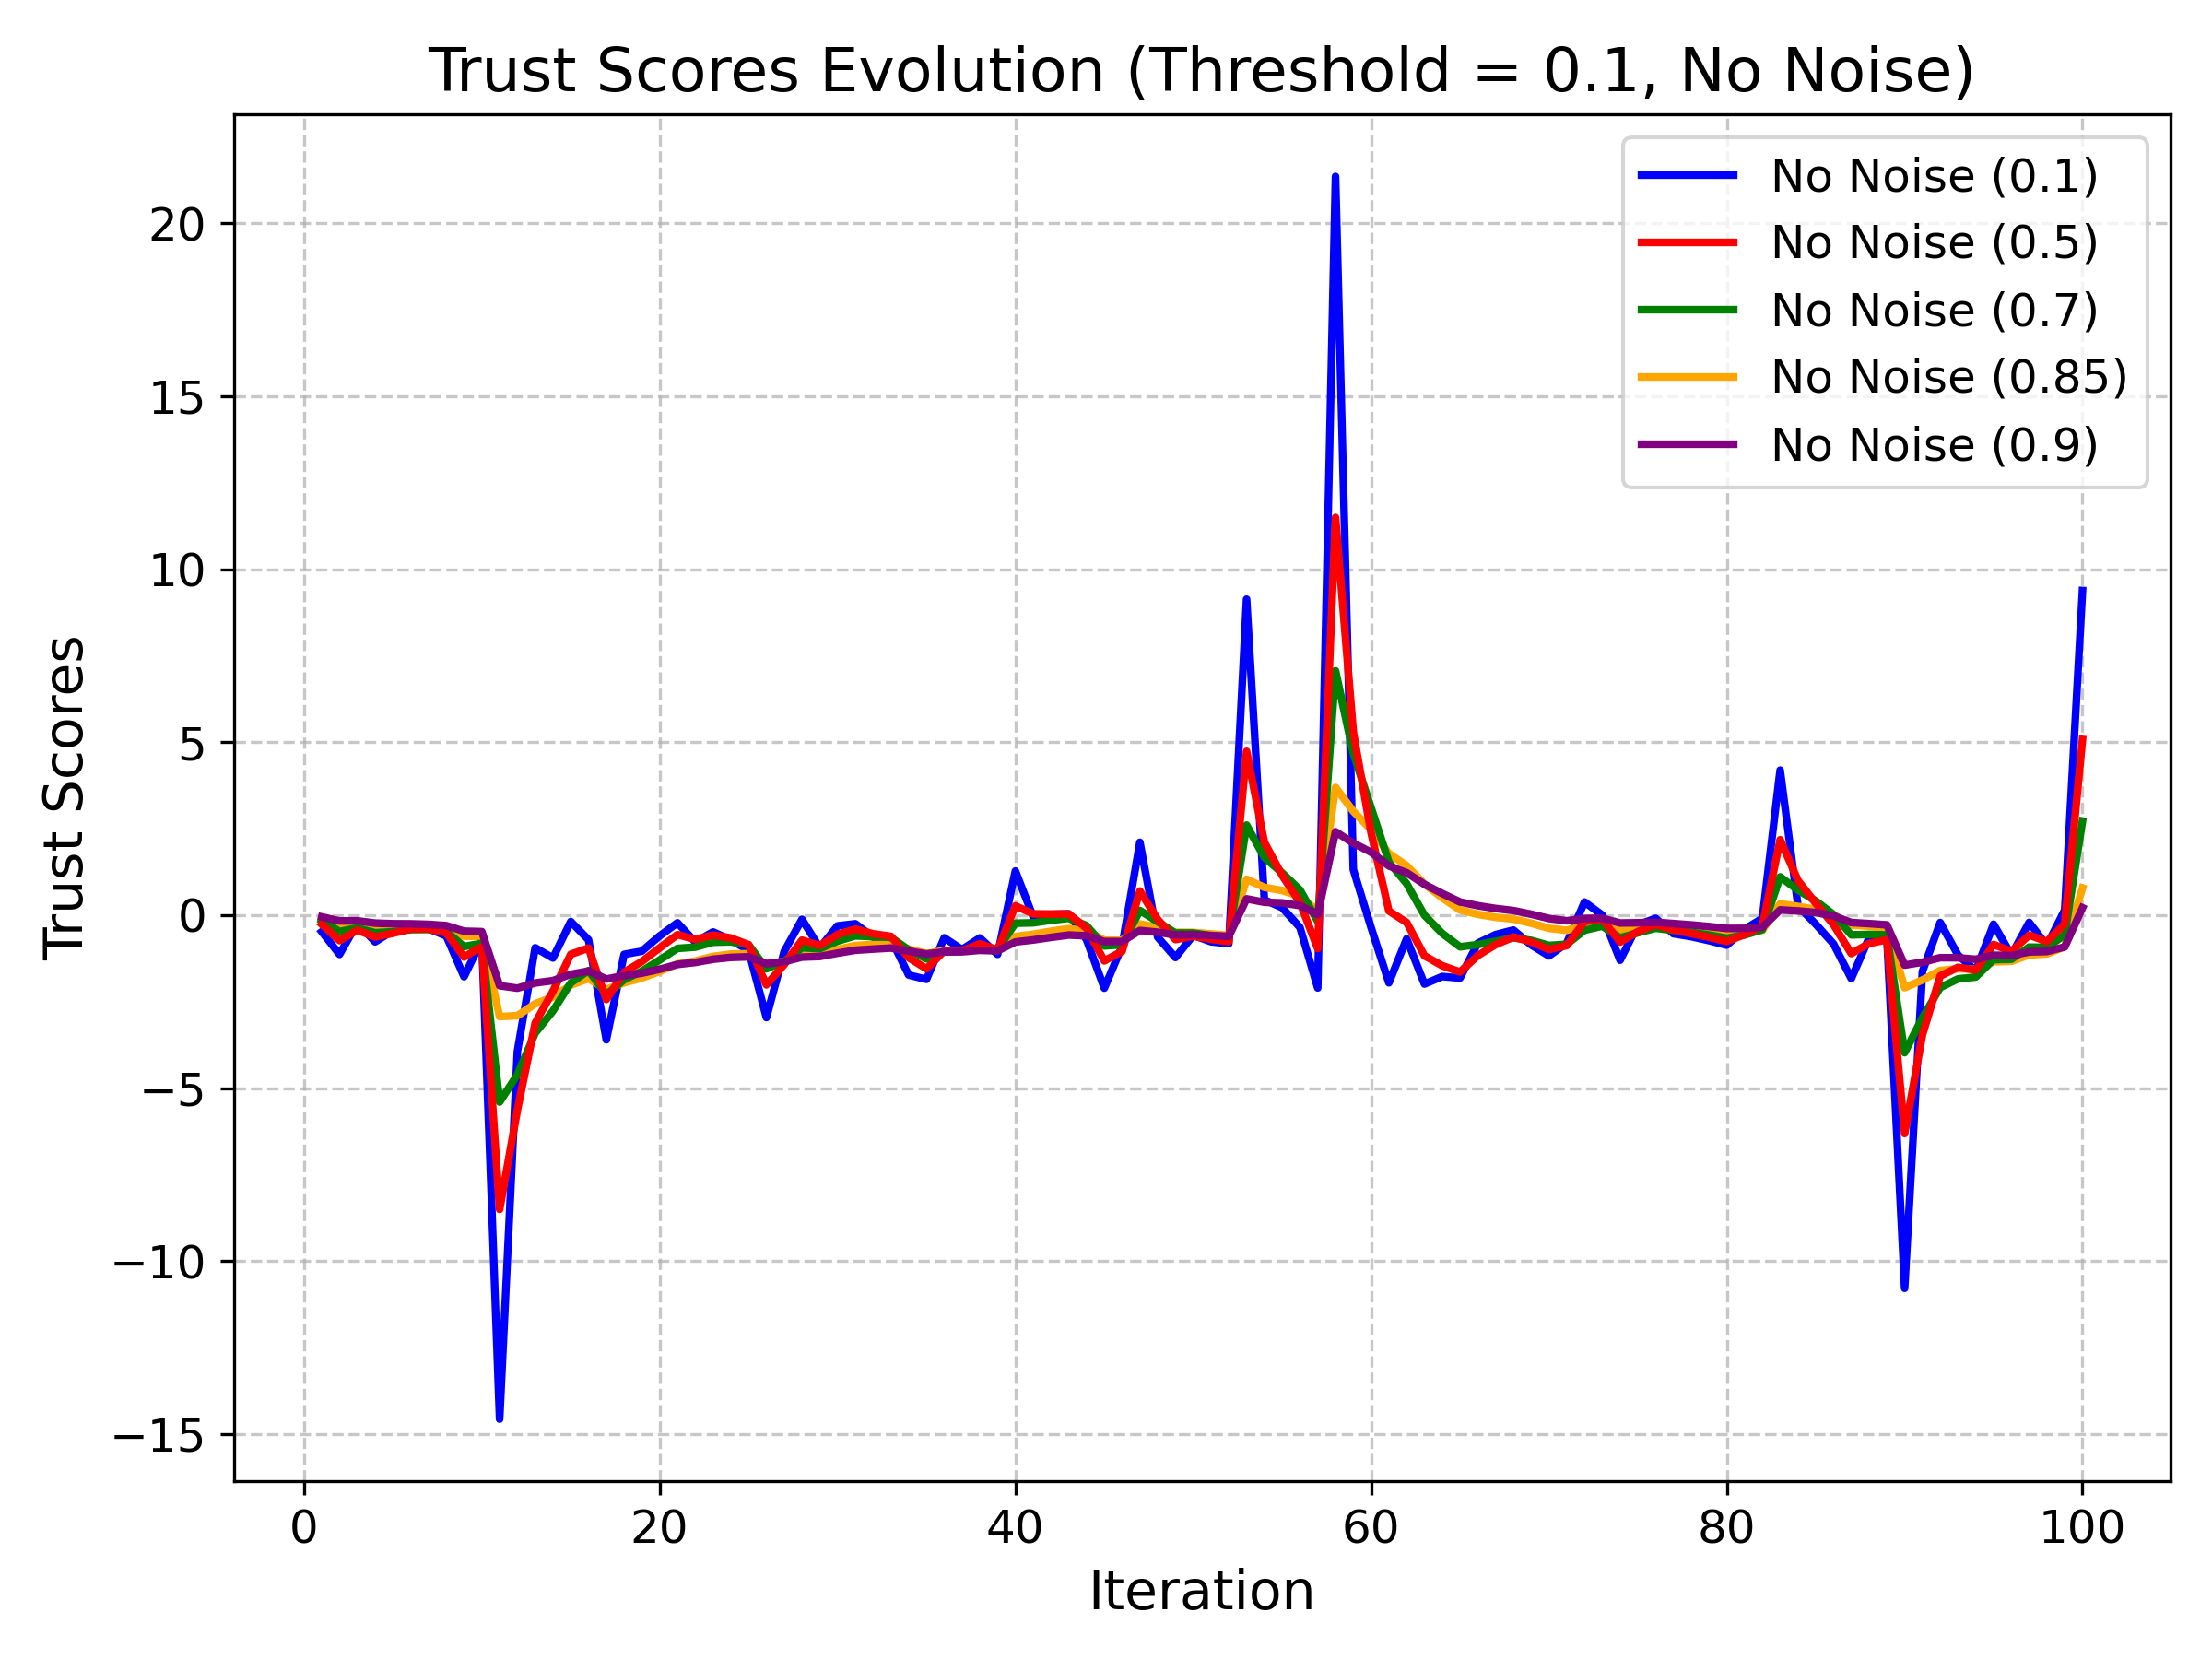 Trust Scores Evolution (Threshold = 0.1, No Noise)
No Noise (0.1)
No Noise (0.5)
No Noise (0.7)
No Noise (0.85)
No Noise (0.9)
Trust Scores
20
15
10
5
0
−5
−10
−15
0 20 40 60 80 100
Iteration